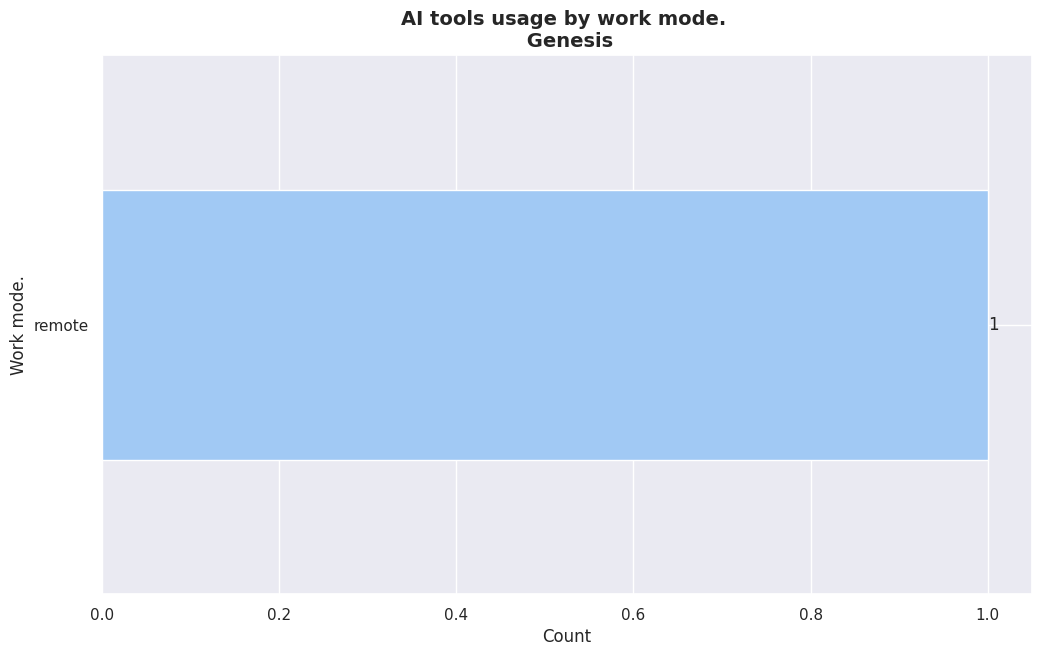 AI tools usage by work mode.
Genesis
Work mode.
remote
1
0.0 0.2 0.4 0.6 0.8 1.0
Count